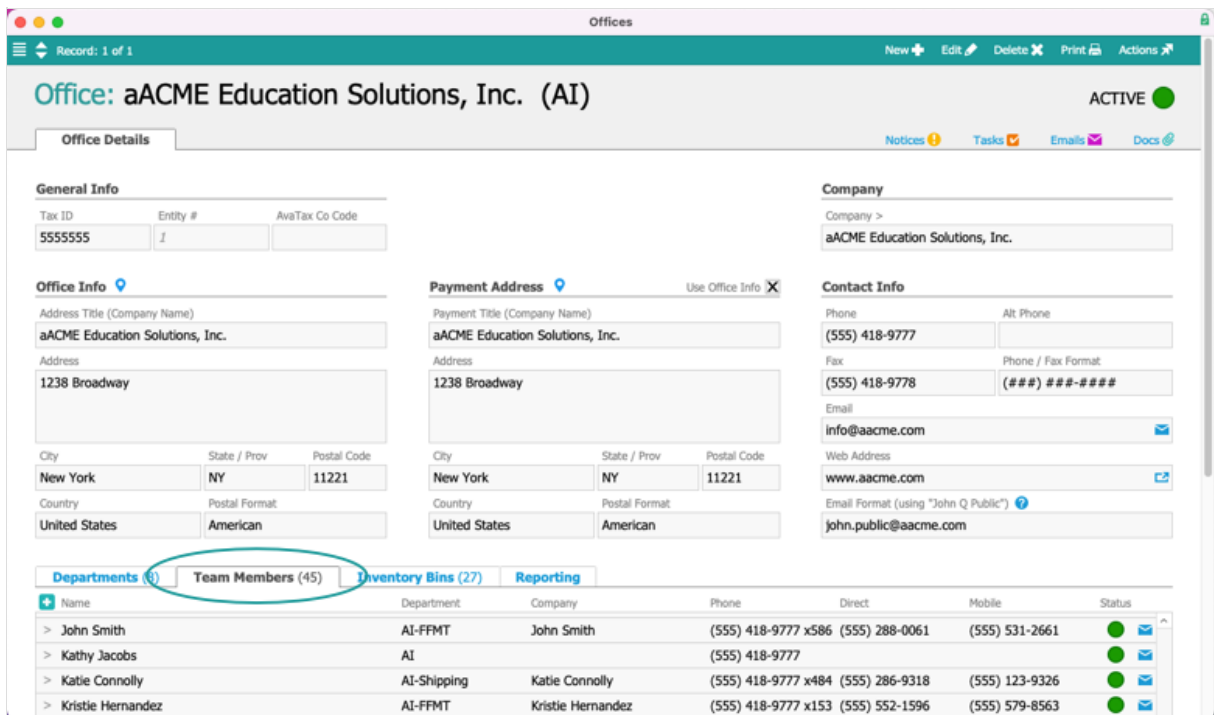 Offices
Record: 1 of 1 New Edit Delete Print Actions
Office: aACME Education Solutions, Inc. (AI) ACTIVE
Office Details Notices Tasks Emails Docs
General Info Company
Tax ID Entity # AvaTax Co Code Company >
5555555 1 aACME Education Solutions, Inc.
Office Info Payment Address Use Office Info X Contact Info
Address Title (Company Name) Payment Title (Company Name) Phone Alt Phone
aACME Education Solutions, Inc. aACME Education Solutions, Inc. (555) 418-9777
Address Address Fax Phone / Fax Format
1238 Broadway 1238 Broadway (555) 418-9778 (###) ###-####
Email
info@aacme.com
City State / Prov Postal Code City State / Prov Postal Code Web Address
New York NY 11221 New York NY 11221 www.aacme.com
Country Postal Format Country Postal Format Email Format (using "John Q Public") ?
United States American United States American john.public@aacme.com
Departments Team Members (45) Inventory Bins (27) Reporting
Name Department Company Phone Direct Mobile Status
> John Smith AI-FFMT John Smith (555) 418-9777 x586 (555) 288-0061 (555) 531-2661
> Kathy Jacobs AI (555) 418-9777
> Katie Connolly AI-Shipping Katie Connolly (555) 418-9777 x484 (555) 286-9318 (555) 123-9326
> Kristie Hernandez AI-FFMT Kristie Hernandez (555) 418-9777 x153 (555) 552-1596 (555) 579-8563